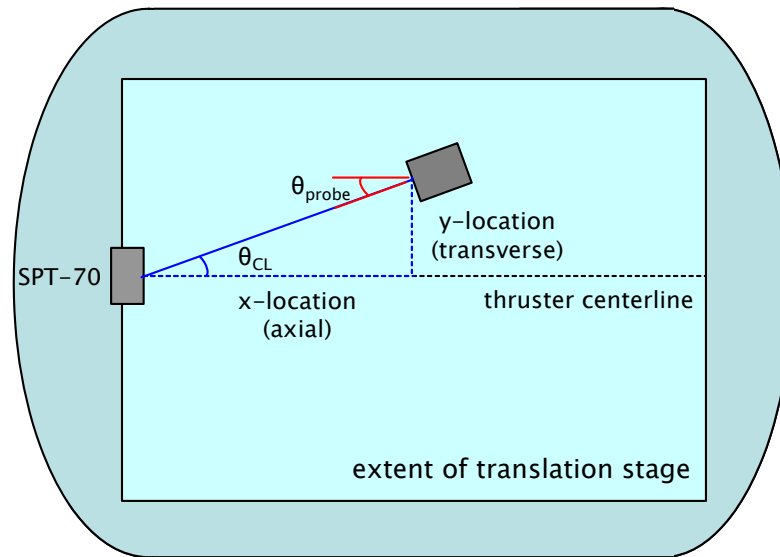 θprobe
y-location
(transverse)
θCL
SPT-70
x-location
(axial)
thruster centerline
extent of translation stage